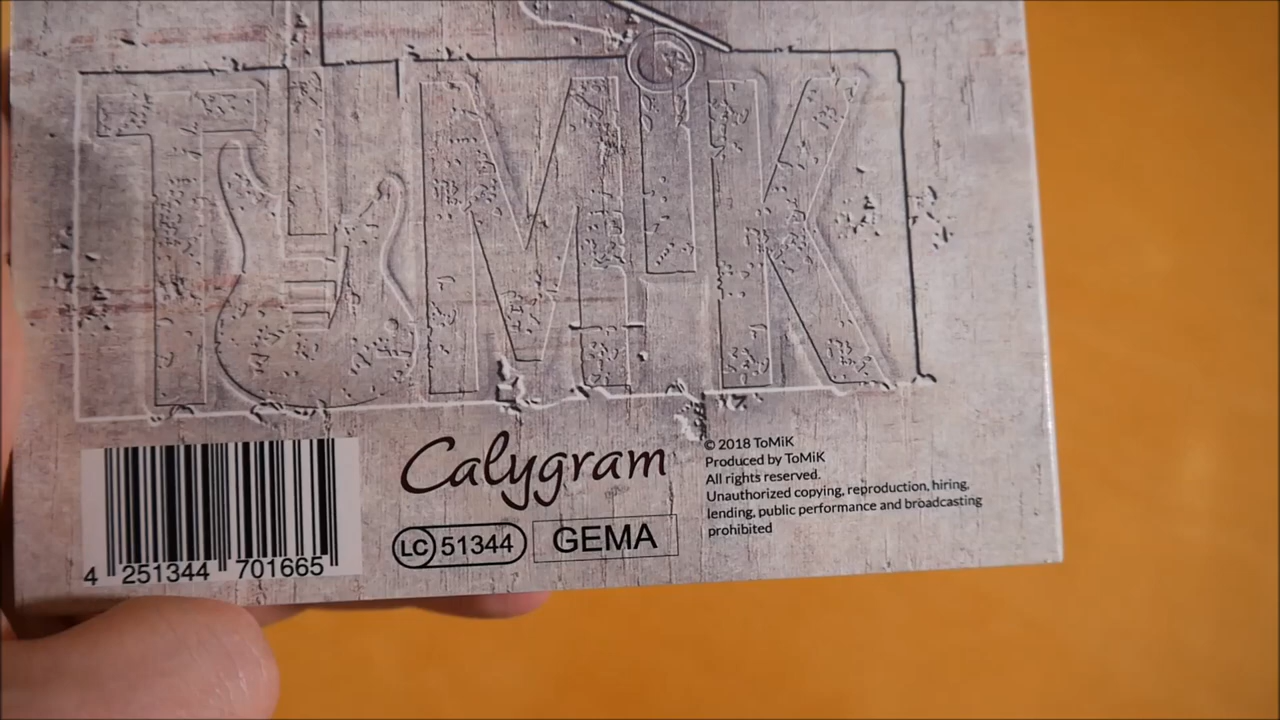 TOMiK
Calygram
LC 51344
GEMA
4 251344 701665
© 2018 ToMiK
Produced by ToMiK
All rights reserved.
Unauthorized copying, reproduction, hiring,
lending, public performance and broadcasting
prohibited